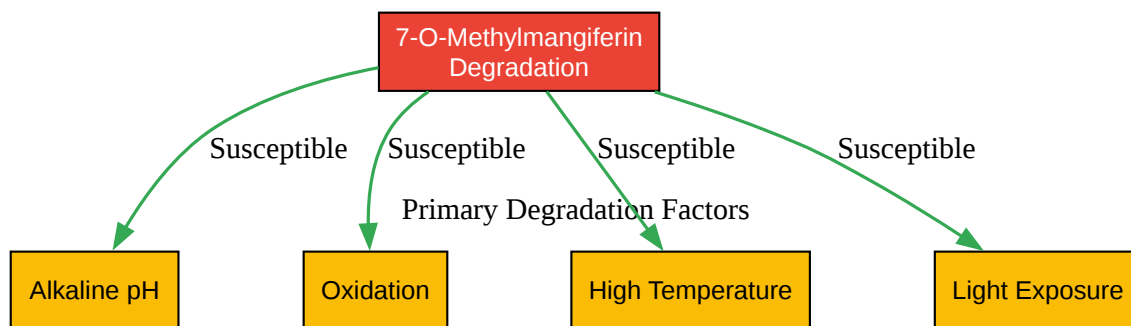 7-O-Methylmangiferin
Degradation
Susceptible
Susceptible
Susceptible
Susceptible
Primary Degradation Factors
Alkaline pH
Oxidation
High Temperature
Light Exposure